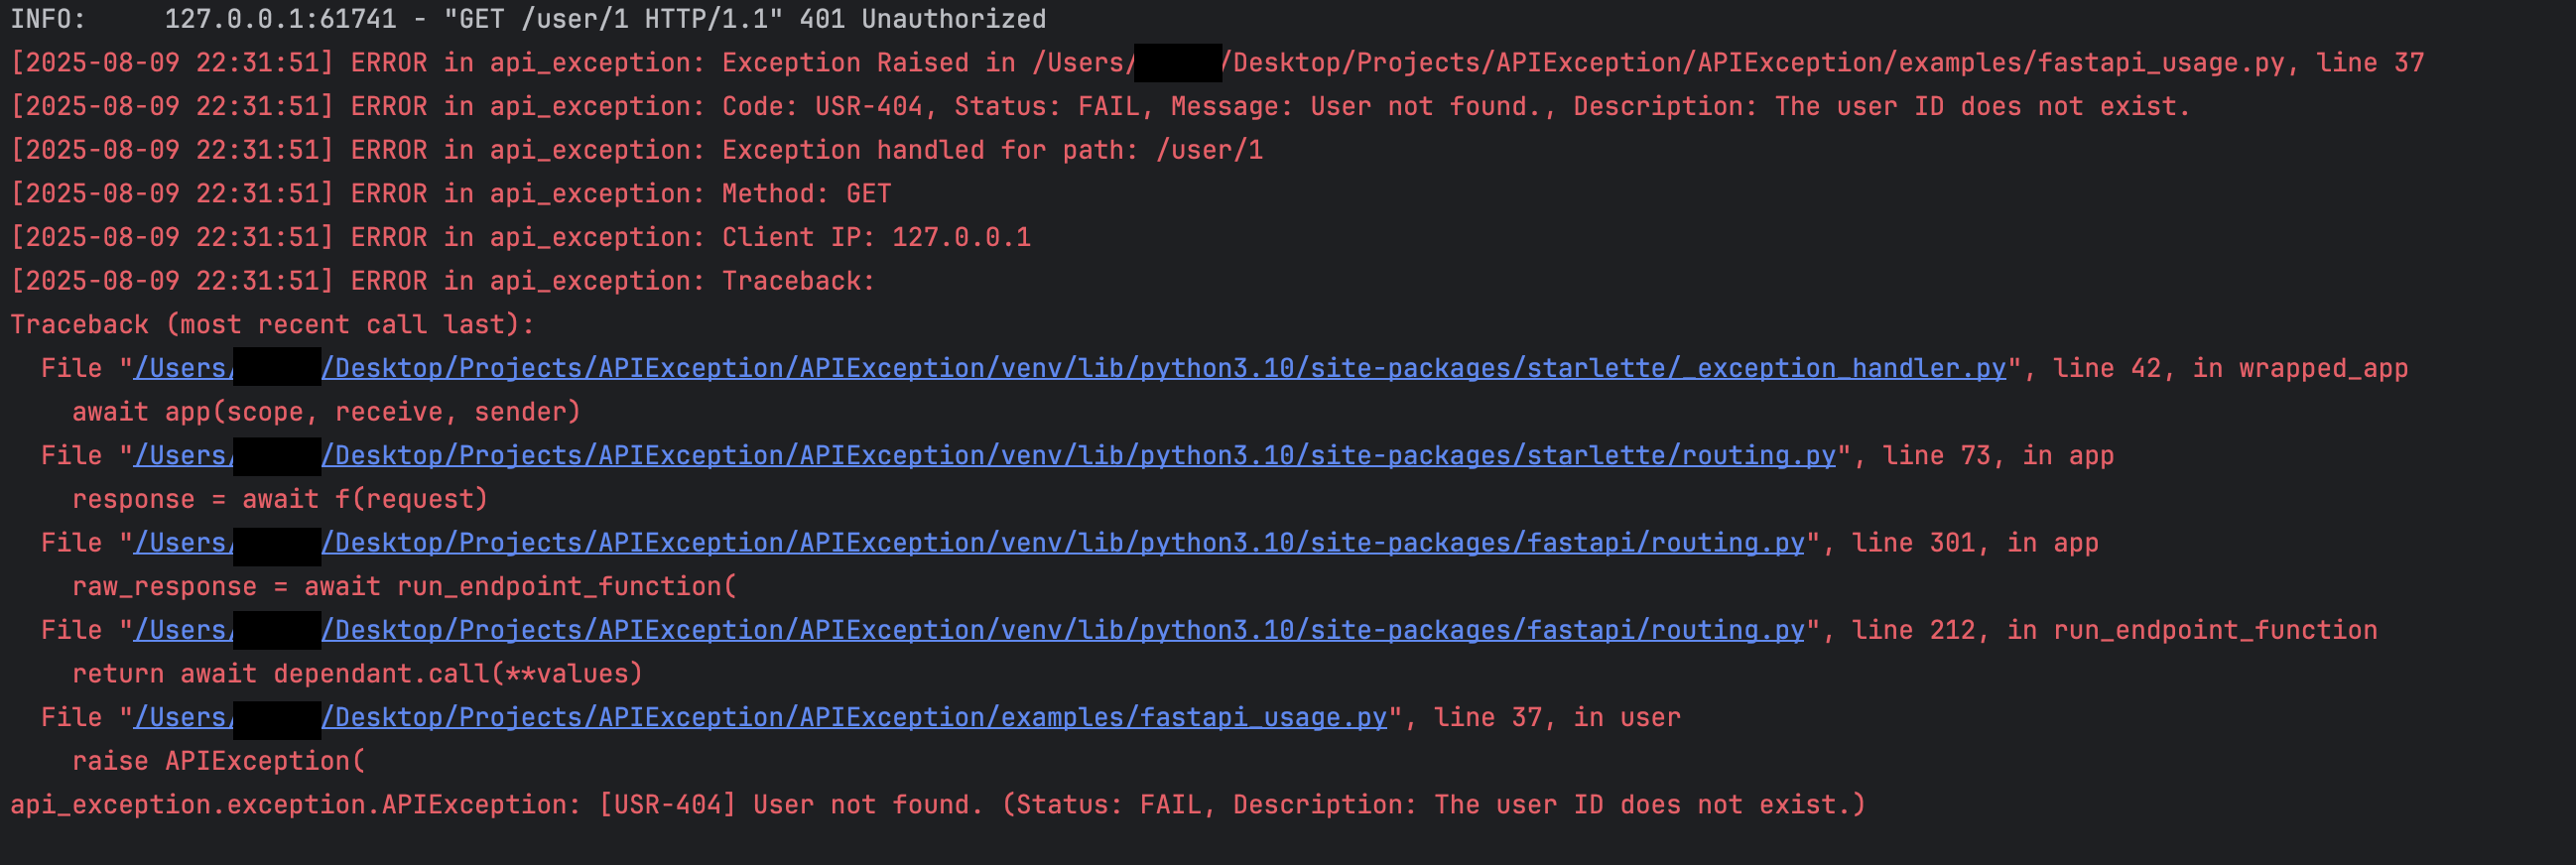 INFO:     127.0.0.1:61741 - "GET /user/1 HTTP/1.1" 401 Unauthorized
[2025-08-09 22:31:51] ERROR in api_exception: Exception Raised in /Users/ /Desktop/Projects/APIException/APIException/examples/fastapi_usage.py, line 37
[2025-08-09 22:31:51] ERROR in api_exception: Code: USR-404, Status: FAIL, Message: User not found., Description: The user ID does not exist.
[2025-08-09 22:31:51] ERROR in api_exception: Exception handled for path: /user/1
[2025-08-09 22:31:51] ERROR in api_exception: Method: GET
[2025-08-09 22:31:51] ERROR in api_exception: Client IP: 127.0.0.1
[2025-08-09 22:31:51] ERROR in api_exception: Traceback:
Traceback (most recent call last):
  File "/Users/ /Desktop/Projects/APIException/APIException/venv/lib/python3.10/site-packages/starlette/_exception_handler.py", line 42, in wrapped_app
    await app(scope, receive, sender)
  File "/Users/ /Desktop/Projects/APIException/APIException/venv/lib/python3.10/site-packages/starlette/routing.py", line 73, in app
    response = await f(request)
  File "/Users/ /Desktop/Projects/APIException/APIException/venv/lib/python3.10/site-packages/fastapi/routing.py", line 301, in app
    raw_response = await run_endpoint_function(
  File "/Users/ /Desktop/Projects/APIException/APIException/venv/lib/python3.10/site-packages/fastapi/routing.py", line 212, in run_endpoint_function
    return await dependant.call(**values)
  File "/Users/ /Desktop/Projects/APIException/APIException/examples/fastapi_usage.py", line 37, in user
    raise APIException(
api_exception.exception.APIException: [USR-404] User not found. (Status: FAIL, Description: The user ID does not exist.)